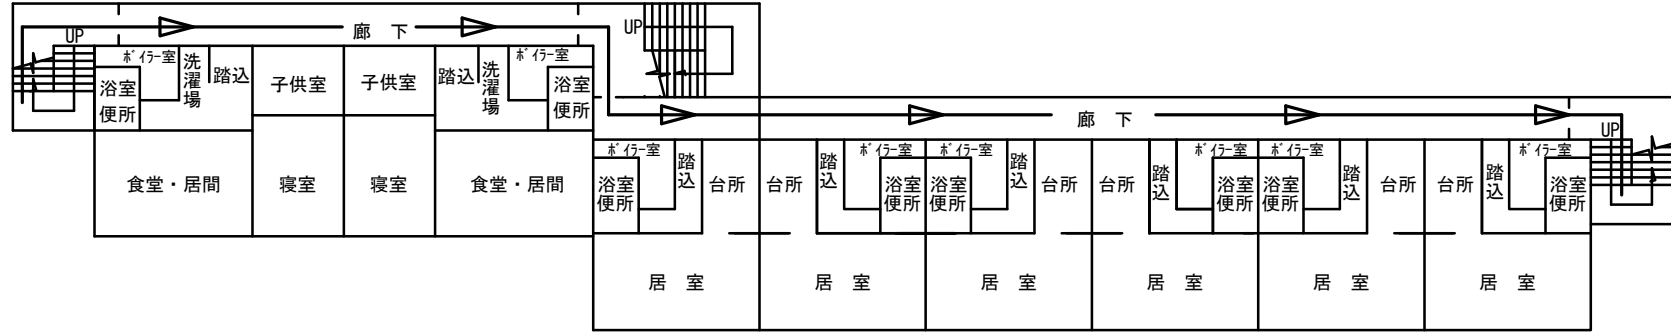 廊　下
UP
UP
ボイラー室
洗濯場
踏込
浴室
便所
子供室
子供室
踏込
洗濯場
ボイラー室
浴室
便所
食堂・居間
寝室
寝室
食堂・居間
廊　下
UP
ボイラー室
踏込
浴室
便所
台所
台所
踏込
ボイラー室
浴室
便所
ボイラー室
浴室
便所
踏込
台所
台所
踏込
ボイラー室
浴室
便所
ボイラー室
浴室
便所
踏込
台所
台所
踏込
ボイラー室
浴室
便所
居　室
居　室
居　室
居　室
居　室
居　室